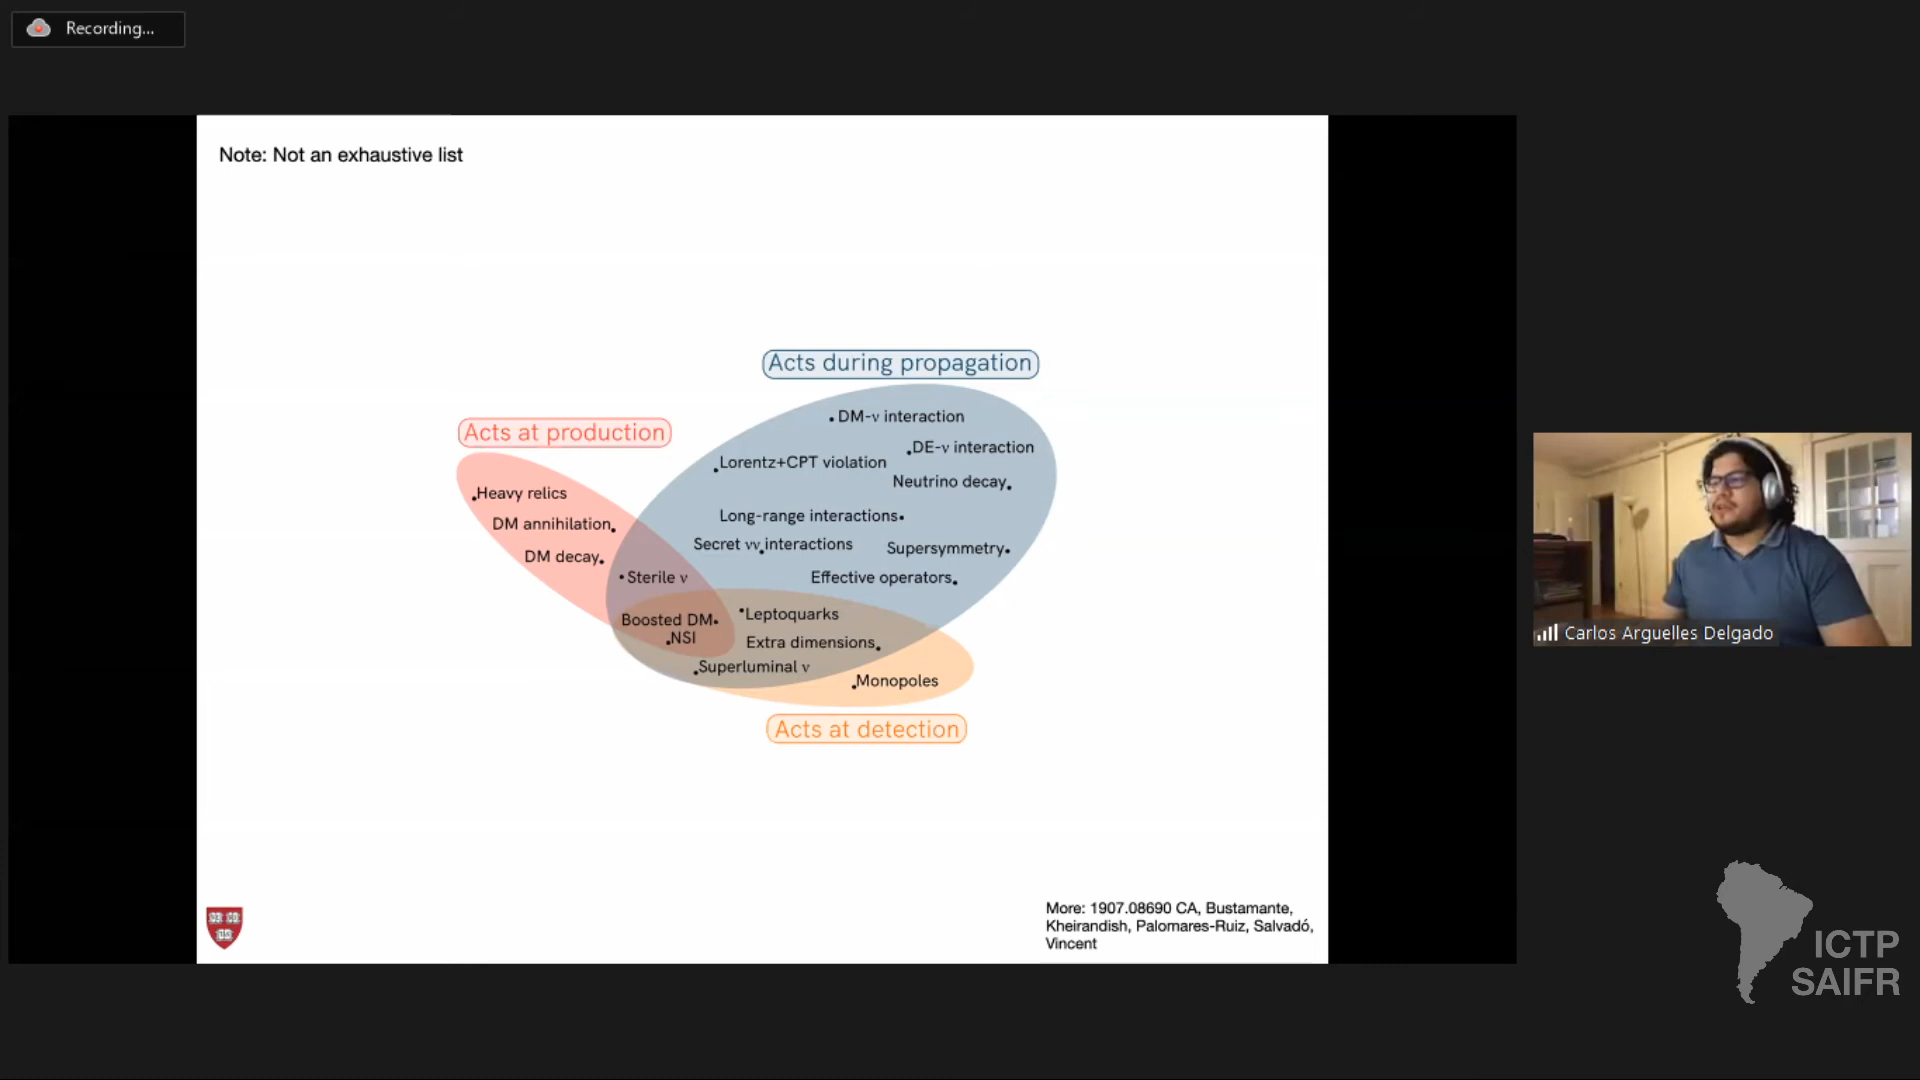 Recording...
Note: Not an exhaustive list
Acts during propagation
Acts at production
DM-ν interaction
DE-ν interaction
Lorentz+CPT violation
Neutrino decay
Heavy relics
Long-range interactions
DM annihilation
Secret νν interactions
Supersymmetry
DM decay
Sterile ν
Effective operators
Boosted DM
Leptoquarks
NSI
Extra dimensions
Superluminal ν
Monopoles
Acts at detection
More: 1907.08690 CA, Bustamante,
Kheirandish, Palomares-Ruiz, Salvadó,
Vincent
Carlos Arguelles Delgado
ICTP
SAIFR